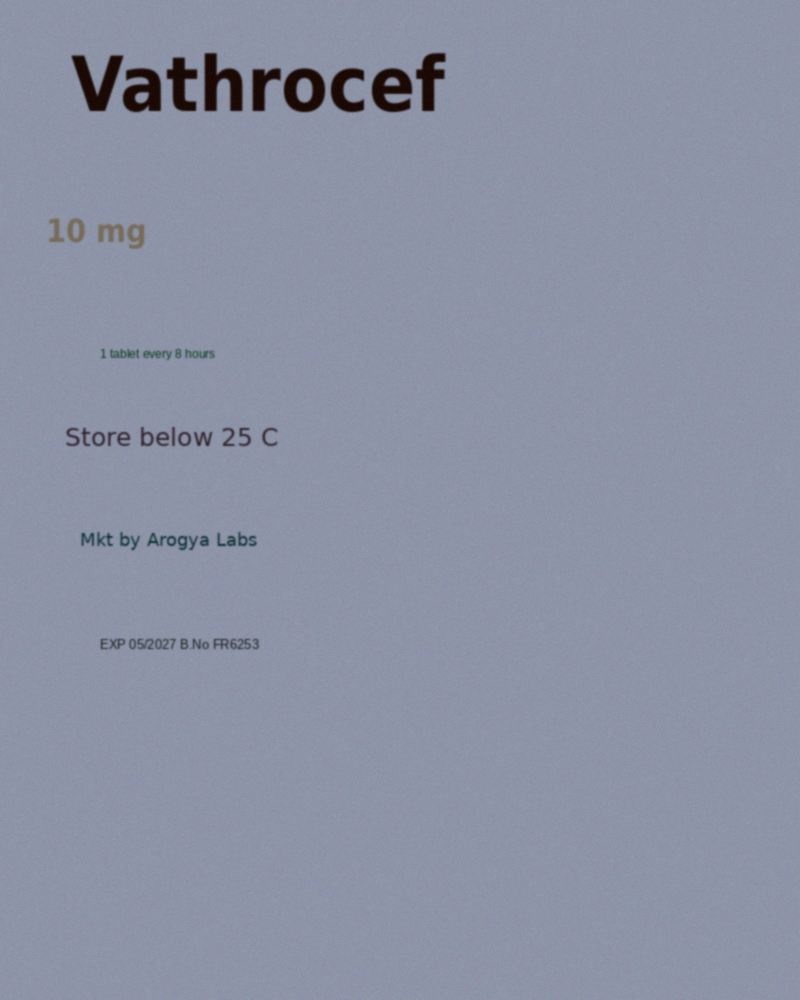 Vathrocef
10 mg
1 tablet every 8 hours
Store below 25 C
Mkt by Arogya Labs
EXP 05/2027 B.No FR6253